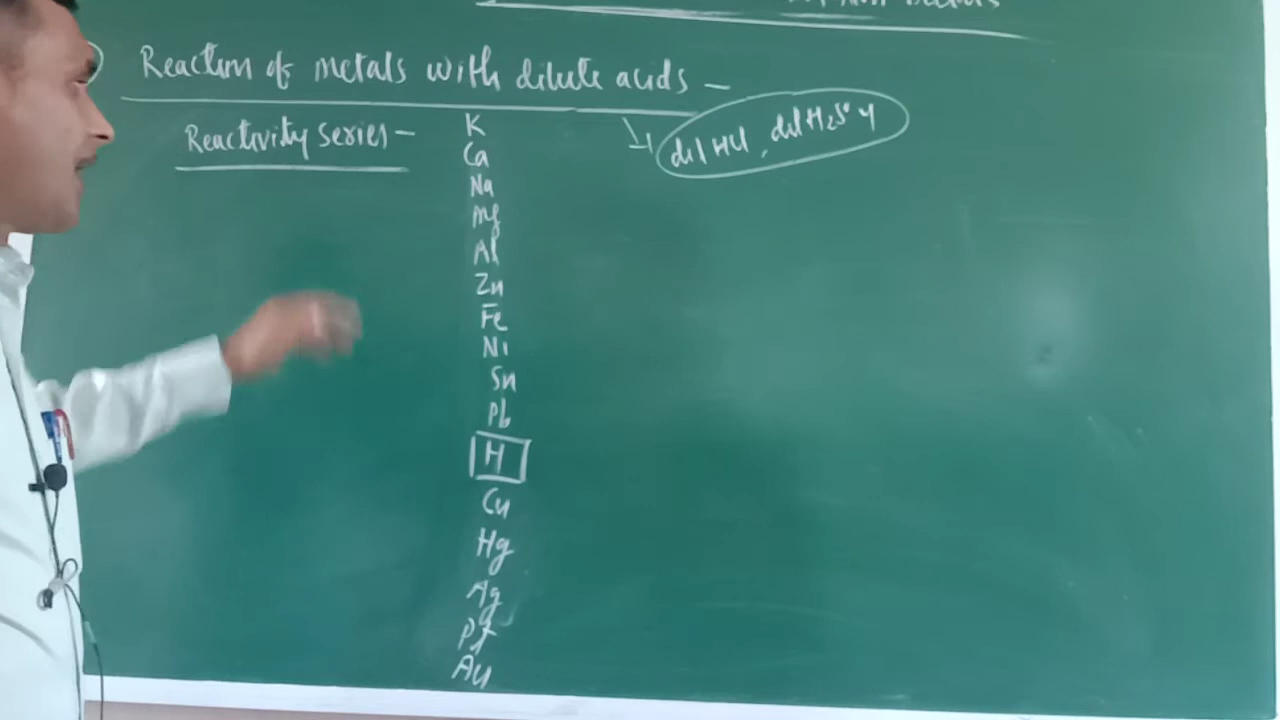 Reaction of metals with dilute acids –
Reactivity series –
dil HCl, dil H2SO4
K
Ca
Na
Mg
Al
Zn
Fe
Ni
Sn
Pb
H
Cu
Hg
Ag
Pt
Au